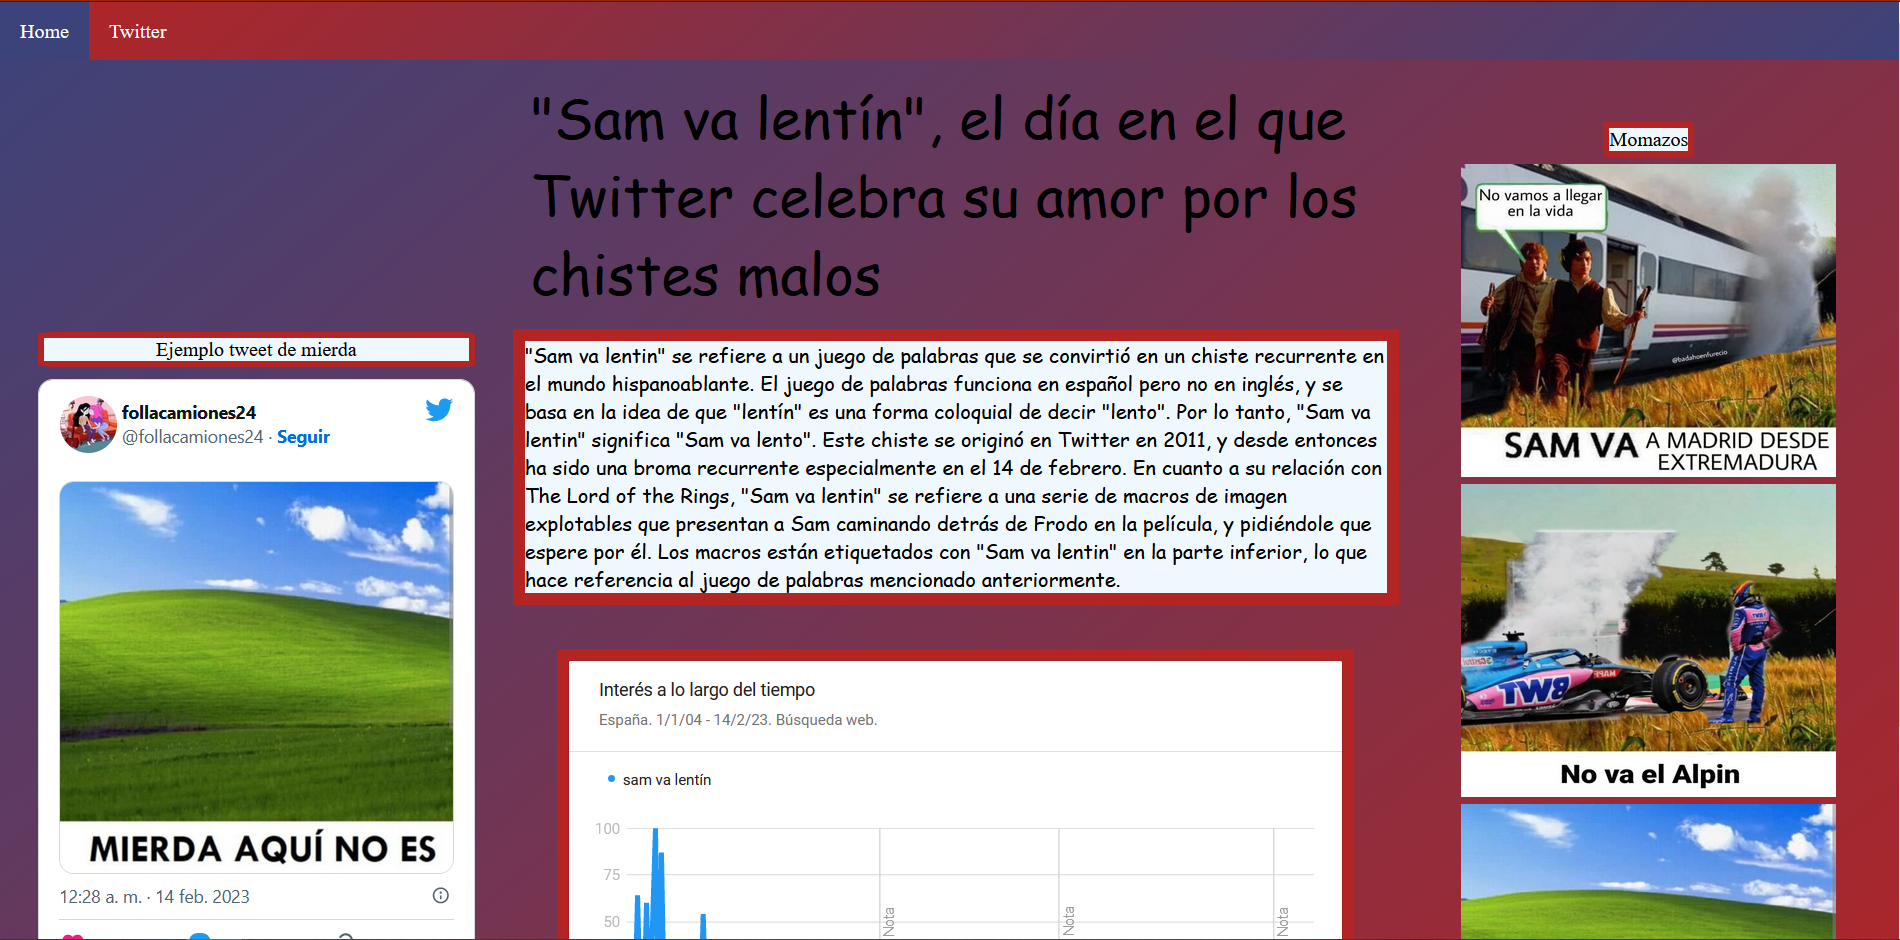 Home
Twitter
"Sam va lentín", el día en el que
Twitter celebra su amor por los
chistes malos
Ejemplo tweet de mierda
follacamiones24
@follacamiones24 · Seguir
MIERDA AQUÍ NO ES
12:28 a. m. · 14 feb. 2023
"Sam va lentin" se refiere a un juego de palabras que se convirtió en un chiste recurrente en
el mundo hispanoablante. El juego de palabras funciona en español pero no en inglés, y se
basa en la idea de que "lentín" es una forma coloquial de decir "lento". Por lo tanto, "Sam va
lentin" significa "Sam va lento". Este chiste se originó en Twitter en 2011, y desde entonces
ha sido una broma recurrente especialmente en el 14 de febrero. En cuanto a su relación con
The Lord of the Rings, "Sam va lentin" se refiere a una serie de macros de imagen
explotables que presentan a Sam caminando detrás de Frodo en la película, y pidiéndole que
espere por él. Los macros están etiquetados con "Sam va lentin" en la parte inferior, lo que
hace referencia al juego de palabras mencionado anteriormente.
Interés a lo largo del tiempo
España. 1/1/04 - 14/2/23. Búsqueda web.
sam va lentín
100
75
50
Nota
Nota
Nota
Momazos
No vamos a llegar
en la vida
@badahoenfurecio
SAM VA A MADRID DESDE
EXTREMADURA
No va el Alpin